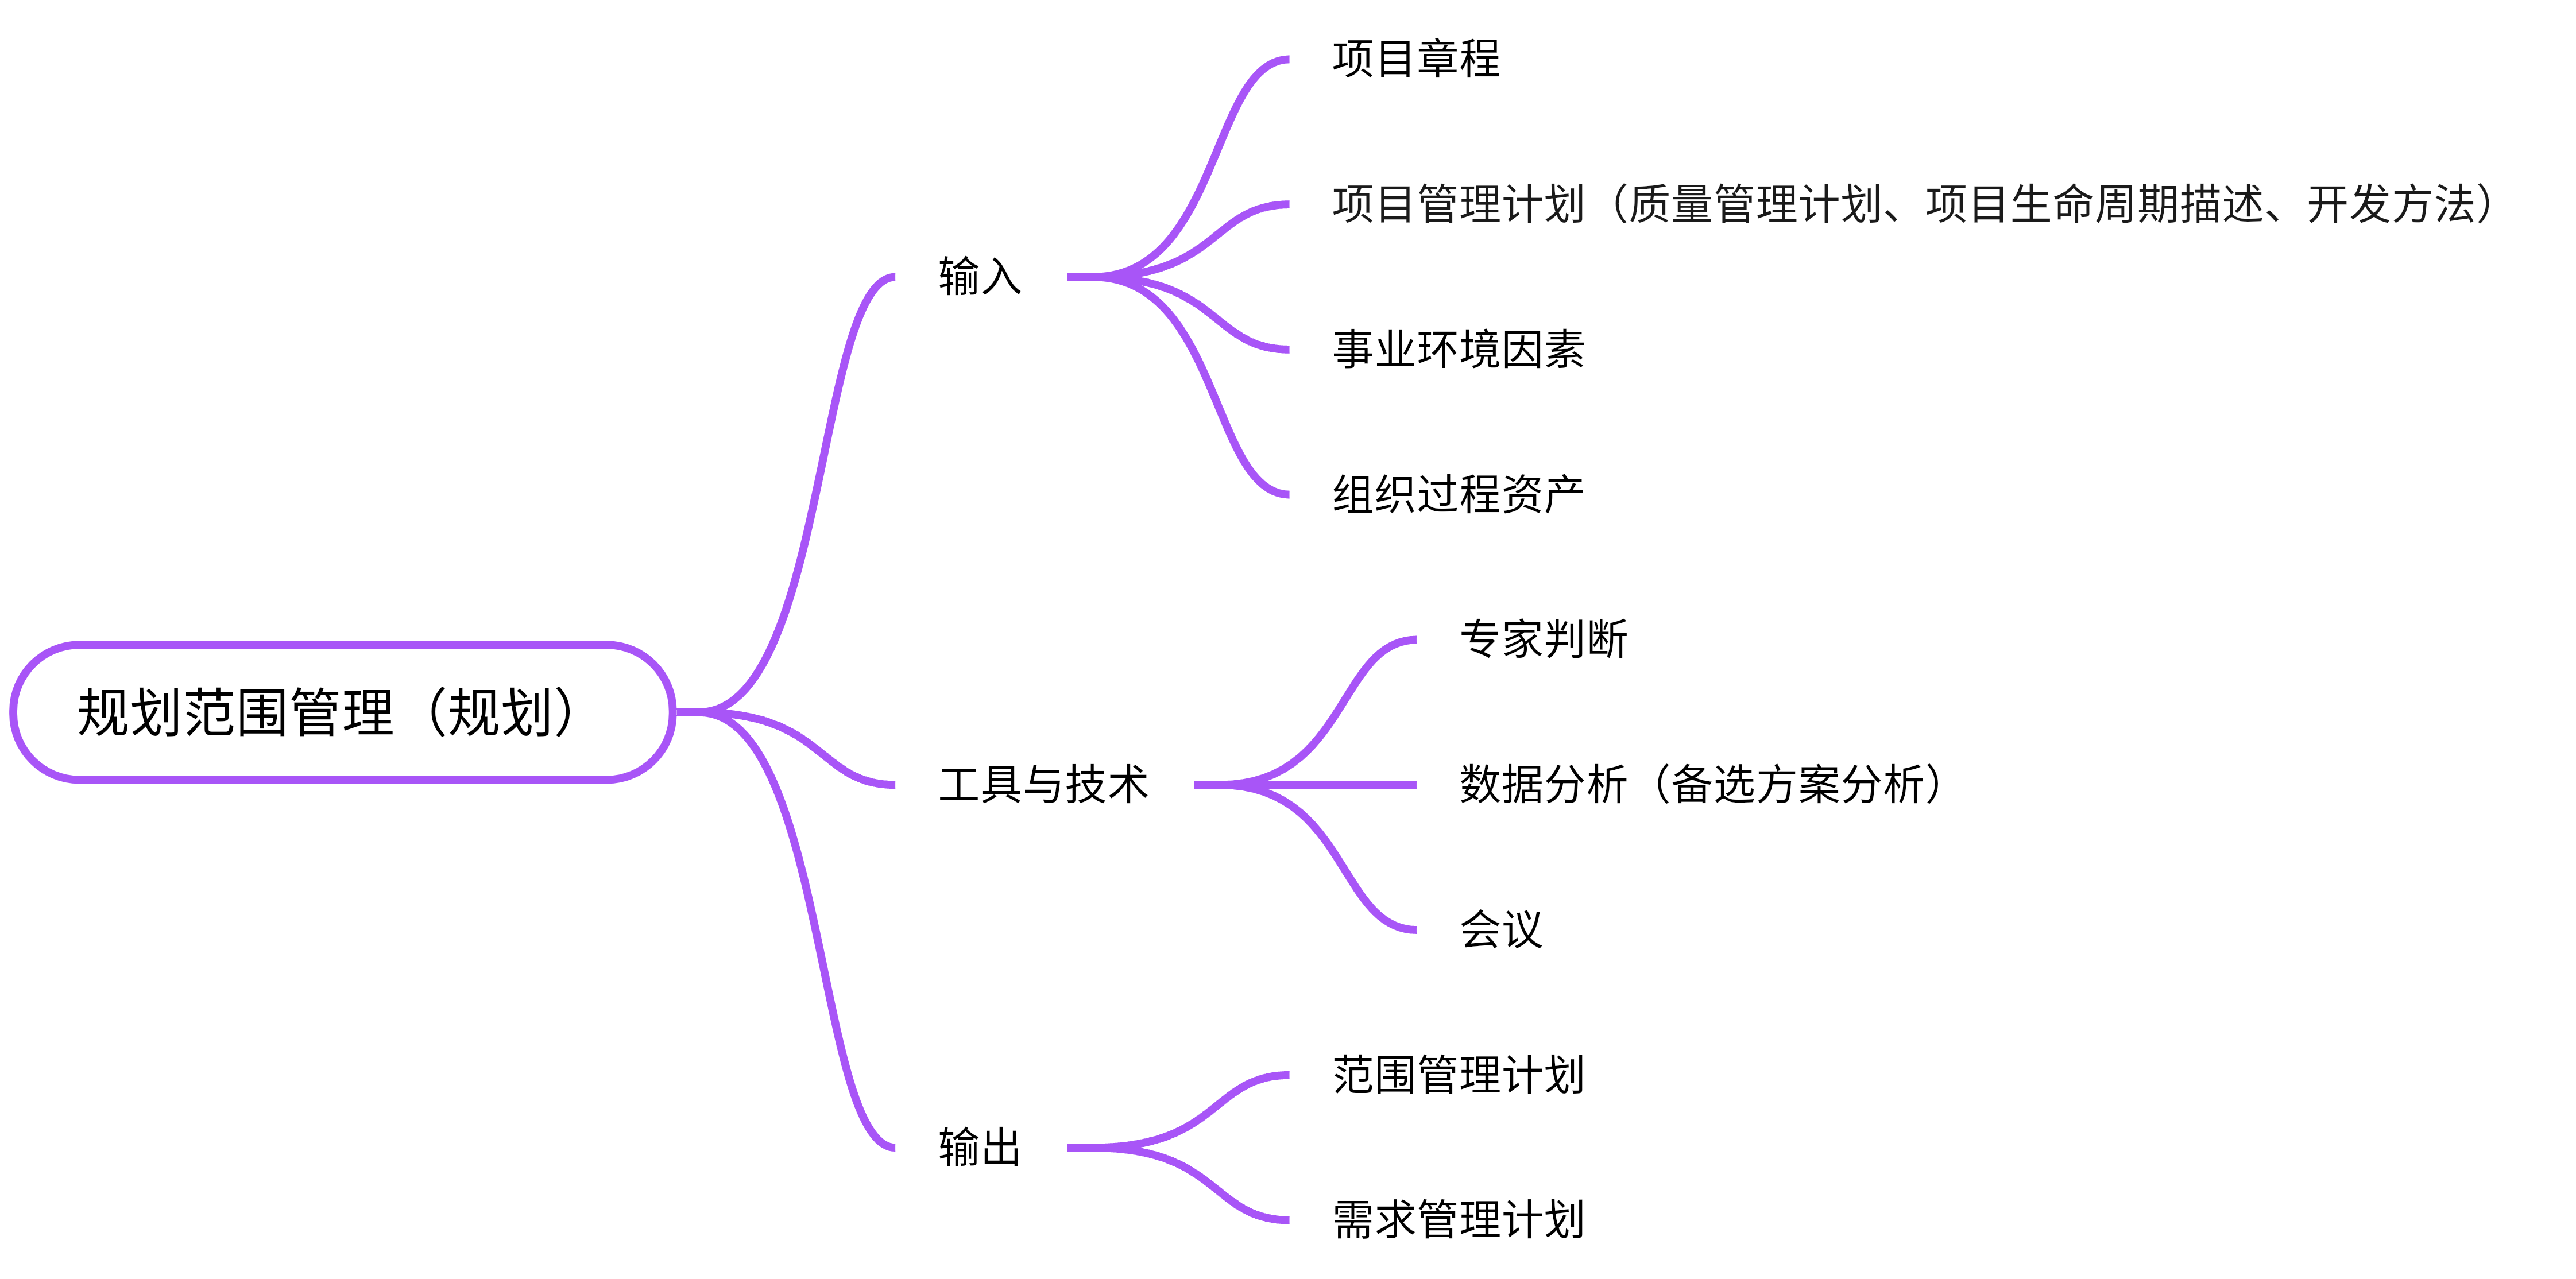 规划范围管理（规划）
输入
项目章程
项目管理计划（质量管理计划、项目生命周期描述、开发方法）
事业环境因素
组织过程资产
工具与技术
专家判断
数据分析（备选方案分析）
会议
输出
范围管理计划
需求管理计划